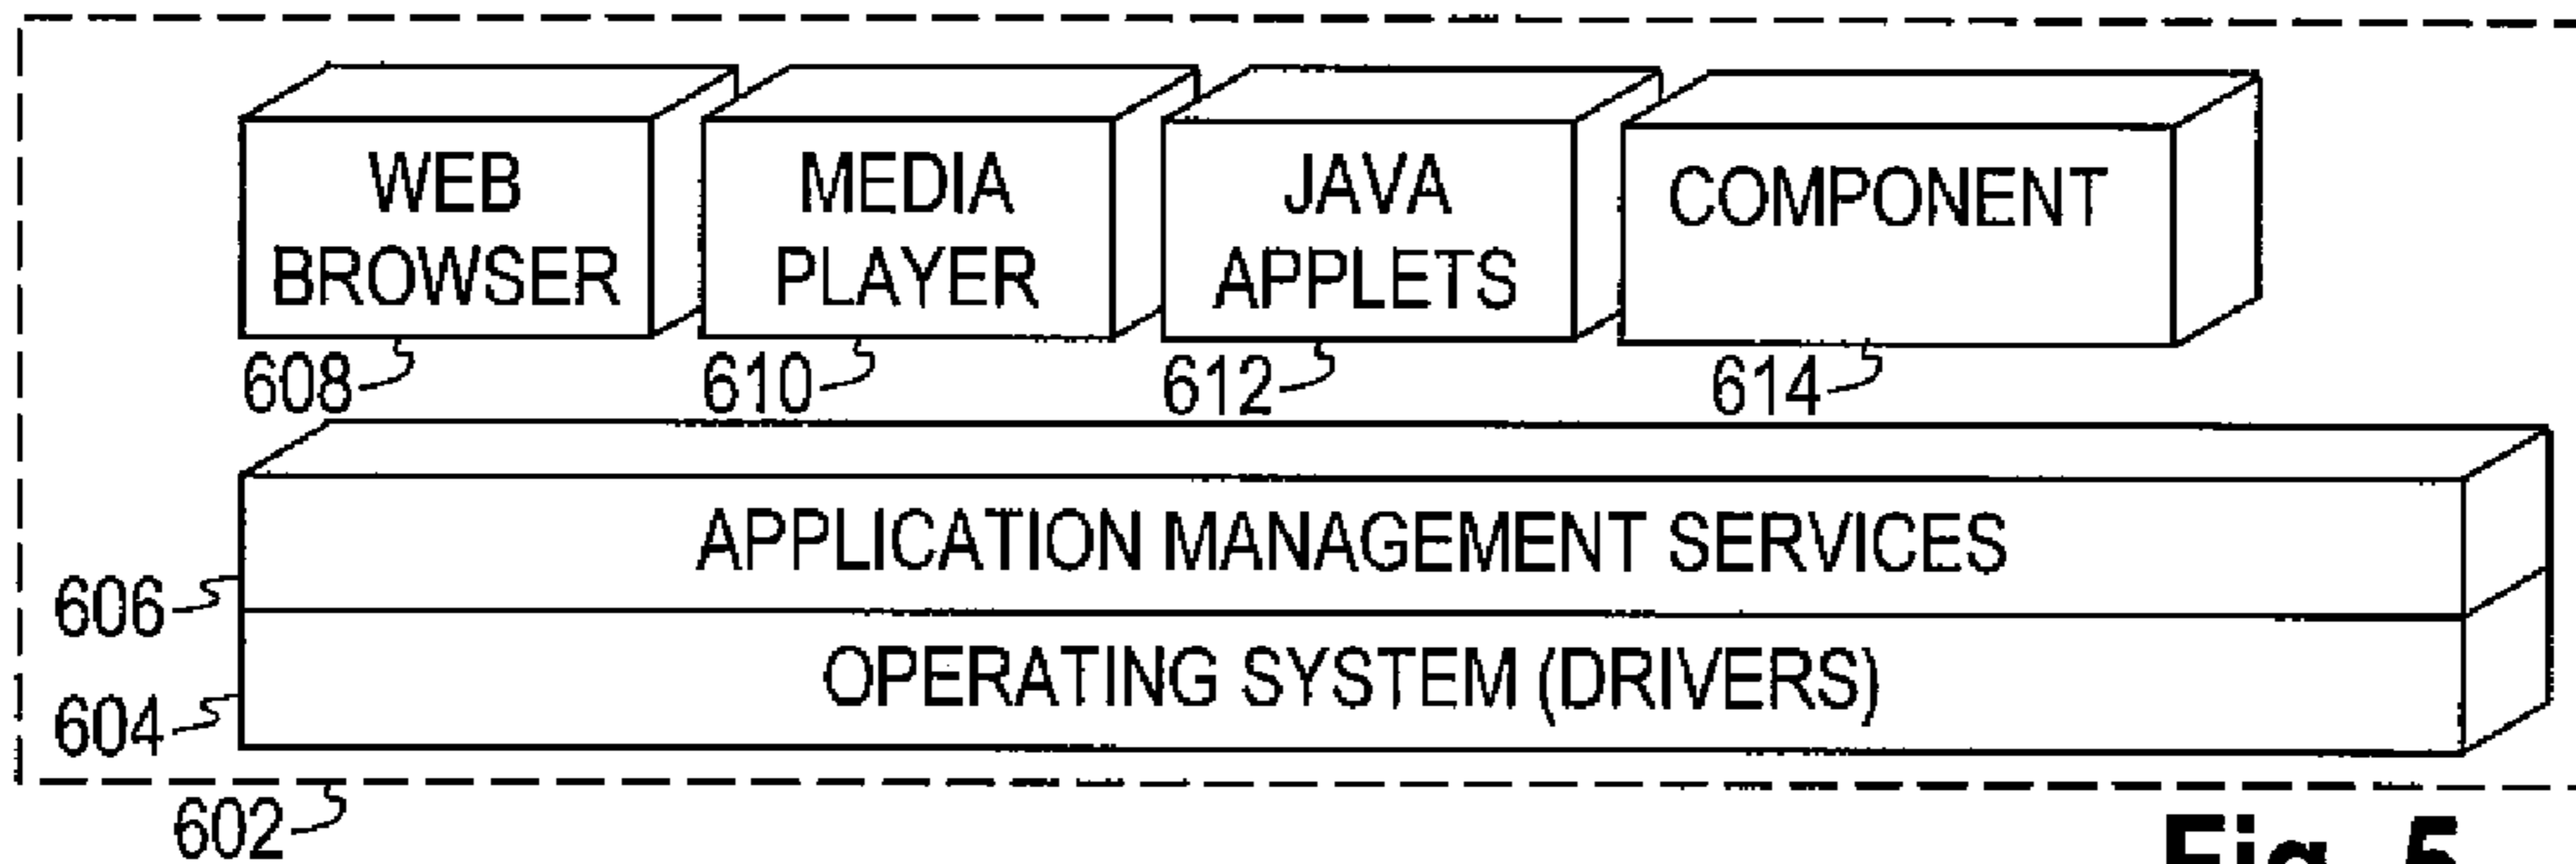 WEB
BROWSER
MEDIA
PLAYER
JAVA
APPLETS
COMPONENT
608
610
612
614
APPLICATION MANAGEMENT SERVICES
606
OPERATING SYSTEM (DRIVERS)
604
602
Fig. 5